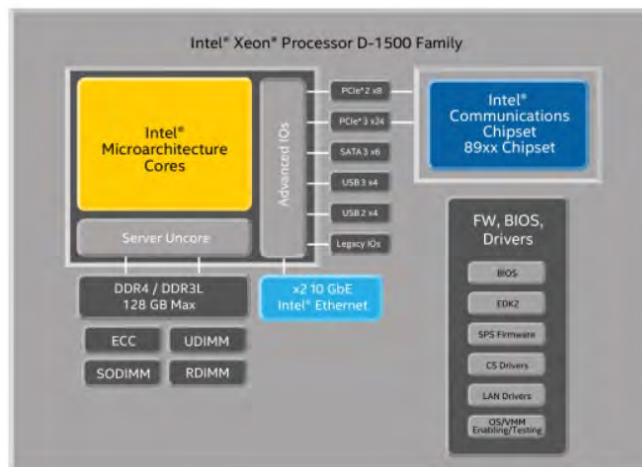 Intel® Xeon® Processor D-1500 Family
Intel®
Microarchitecture
Cores
Server Uncore
Advanced IOs
PCIe® 2 x8
PCIe® 3 x24
SATA 3 x6
USB 3 x4
USB 2 x4
Legacy IOs
Intel®
Communications
Chipset
89xx Chipset
DDR4 / DDR3L
128 GB Max
x2 10 GbE
Intel® Ethernet
ECC
UDIMM
SODIMM
RDIMM
FW, BIOS,
Drivers
BIOS
EDK2
SPS Firmware
CS Drivers
LAN Drivers
OS/VMM
Enabling/Testing